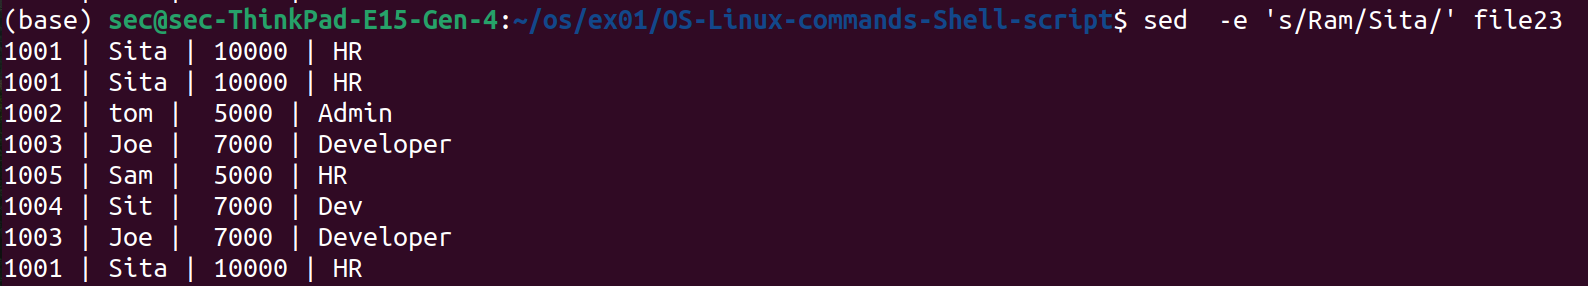 (base) sec@sec-ThinkPad-E15-Gen-4:~/os/ex01/OS-Linux-commands-Shell-script$ sed  -e 's/Ram/Sita/' file23
1001 | Sita | 10000 | HR
1001 | Sita | 10000 | HR
1002 | tom |  5000 | Admin
1003 | Joe |  7000 | Developer
1005 | Sam |  5000 | HR
1004 | Sit |  7000 | Dev
1003 | Joe |  7000 | Developer
1001 | Sita | 10000 | HR